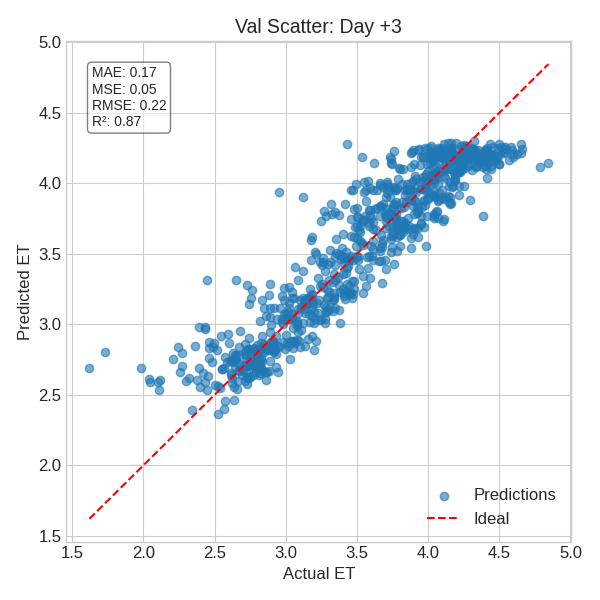 Val Scatter: Day +3
MAE: 0.17
MSE: 0.05
RMSE: 0.22
R²: 0.87
5.0
4.5
4.0
3.5
3.0
2.5
2.0
1.5
Predicted ET
Predictions
Ideal
1.5 2.0 2.5 3.0 3.5 4.0 4.5 5.0
Actual ET